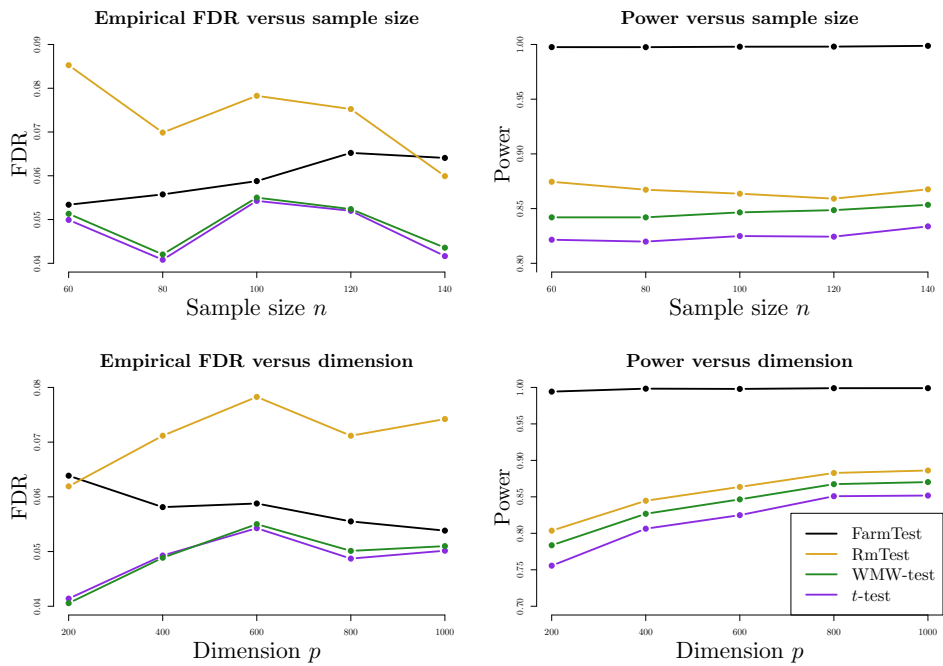 Empirical FDR versus sample size
FDR
0.04 0.05 0.06 0.07 0.08 0.09
60 80 100 120 140
Sample size n
Power versus sample size
Power
0.80 0.85 0.90 0.95 1.00
60 80 100 120 140
Sample size n
Empirical FDR versus dimension
FDR
0.04 0.05 0.06 0.07 0.08
200 400 600 800 1000
Dimension p
Power versus dimension
Power
0.70 0.75 0.80 0.85 0.90 0.95 1.00
200 400 600 800 1000
Dimension p
FarmTest
RmTest
WMW-test
t-test